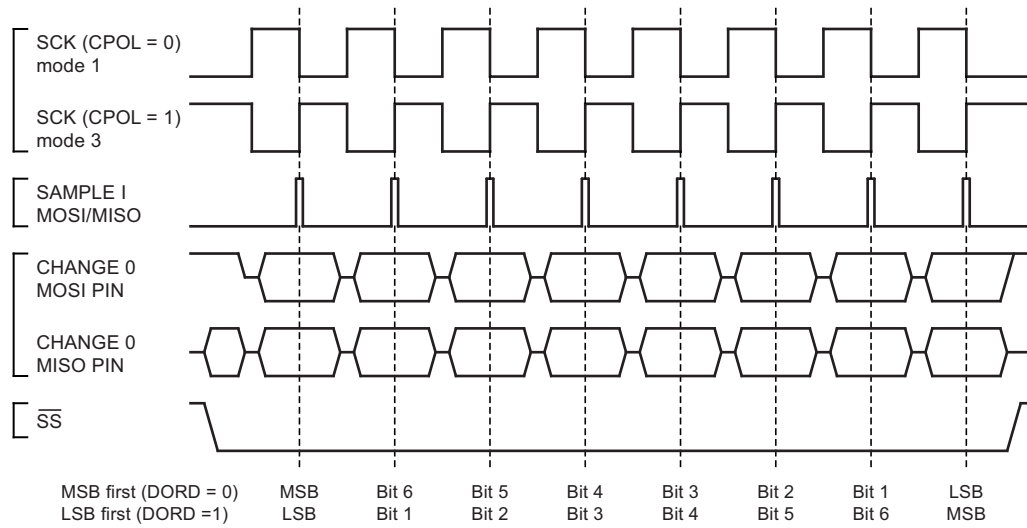 SCK (CPOL = 0)
mode 1
SCK (CPOL = 1)
mode 3
SAMPLE I
MOSI/MISO
CHANGE 0
MOSI PIN
CHANGE 0
MISO PIN
SS
MSB first (DORD = 0) MSB Bit 6 Bit 5 Bit 4 Bit 3 Bit 2 Bit 1 LSB
LSB first (DORD =1) LSB Bit 1 Bit 2 Bit 3 Bit 4 Bit 5 Bit 6 MSB